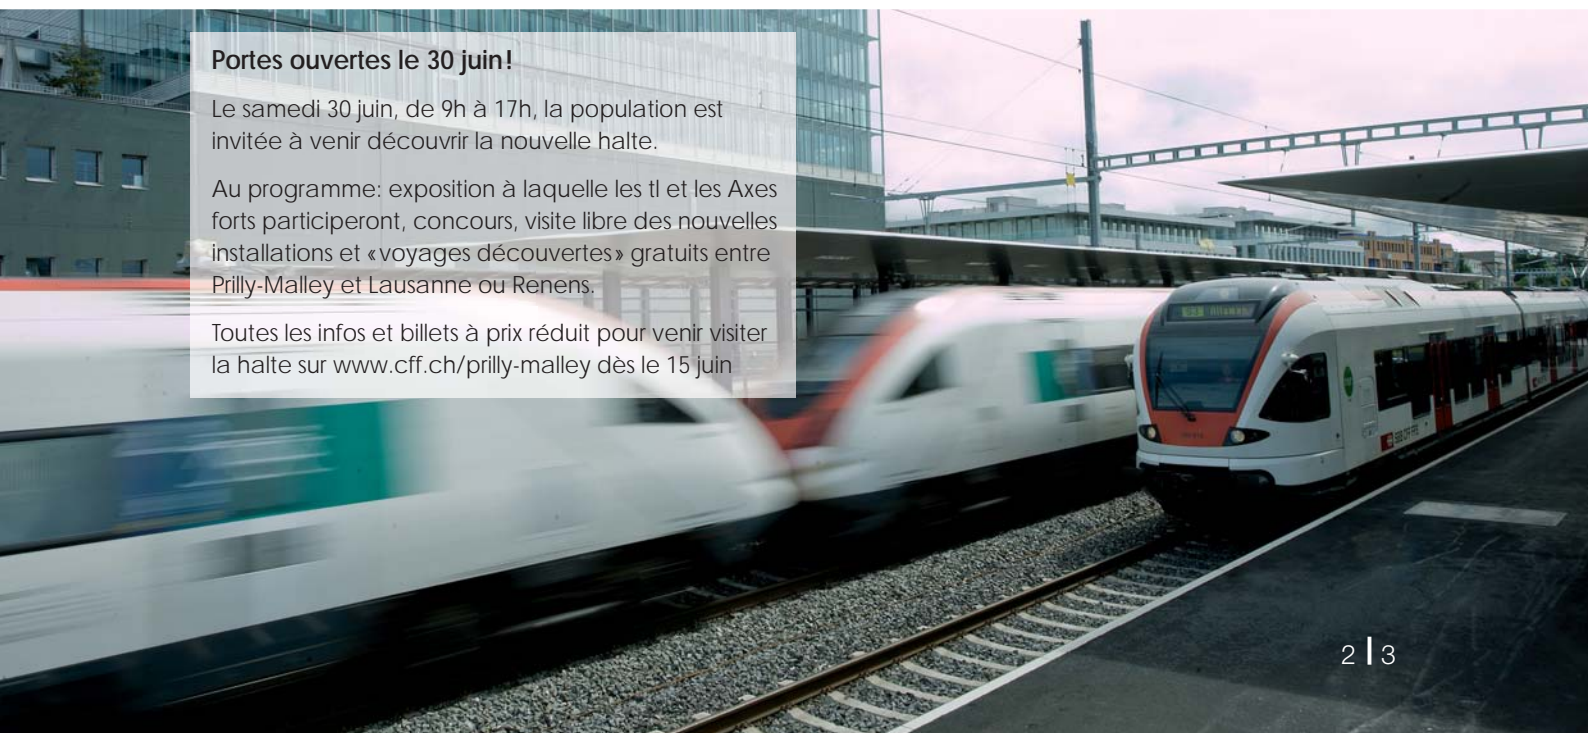 Portes ouvertes le 30 juin!
Le samedi 30 juin, de 9h à 17h, la population est
invitée à venir découvrir la nouvelle halte.
Au programme: exposition à laquelle les tl et les Axes
forts participeront, concours, visite libre des nouvelles
installations et «voyages découvertes» gratuits entre
Prilly-Malley et Lausanne ou Renens.
Toutes les infos et billets à prix réduit pour venir visiter
la halte sur www.cff.ch/prilly-malley dès le 15 juin
SBB CFF FFS
2 | 3